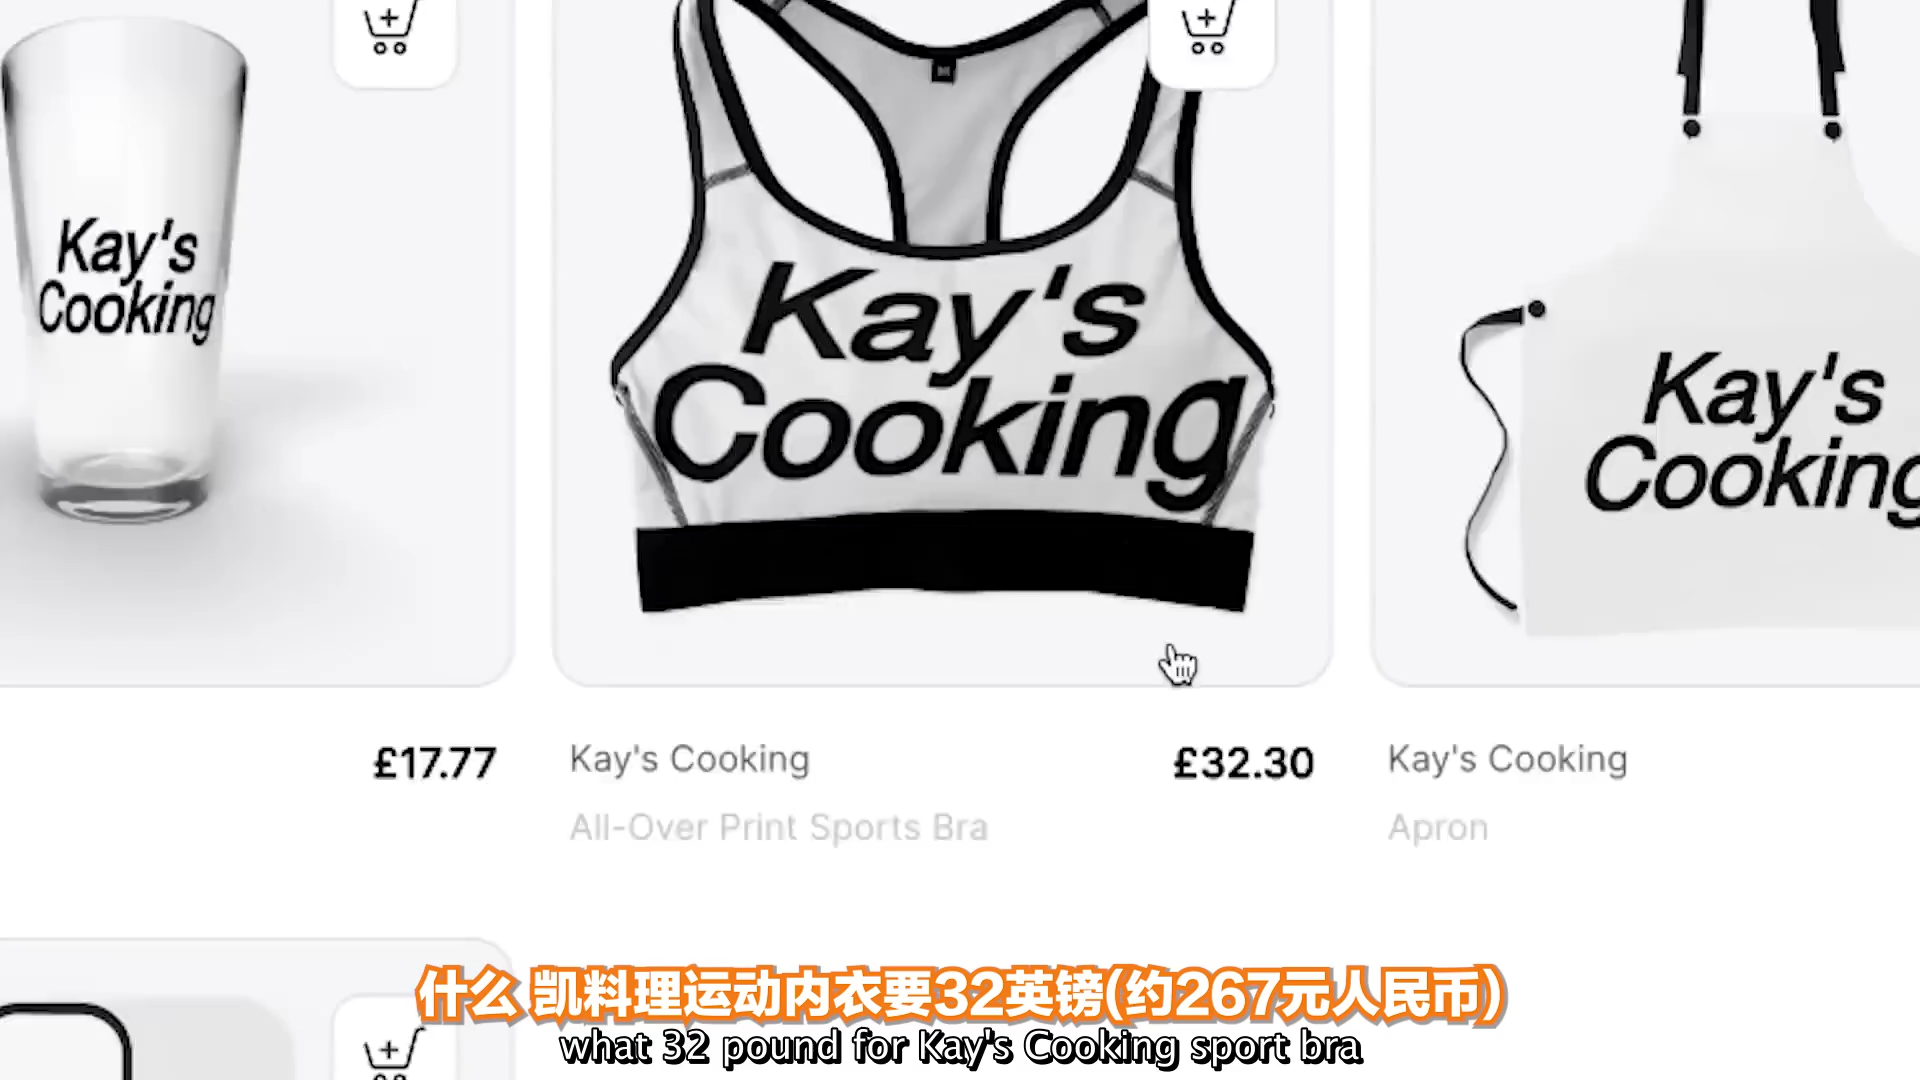 Kay's
Cooking
Kay's
Cooking
Kay's
Cooking
£17.77
Kay's Cooking
£32.30
Kay's Cooking
All-Over Print Sports Bra
Apron
什么 凯料理运动内衣要32英镑(约267元人民币)
what 32 pound for Kay's Cooking sport bra